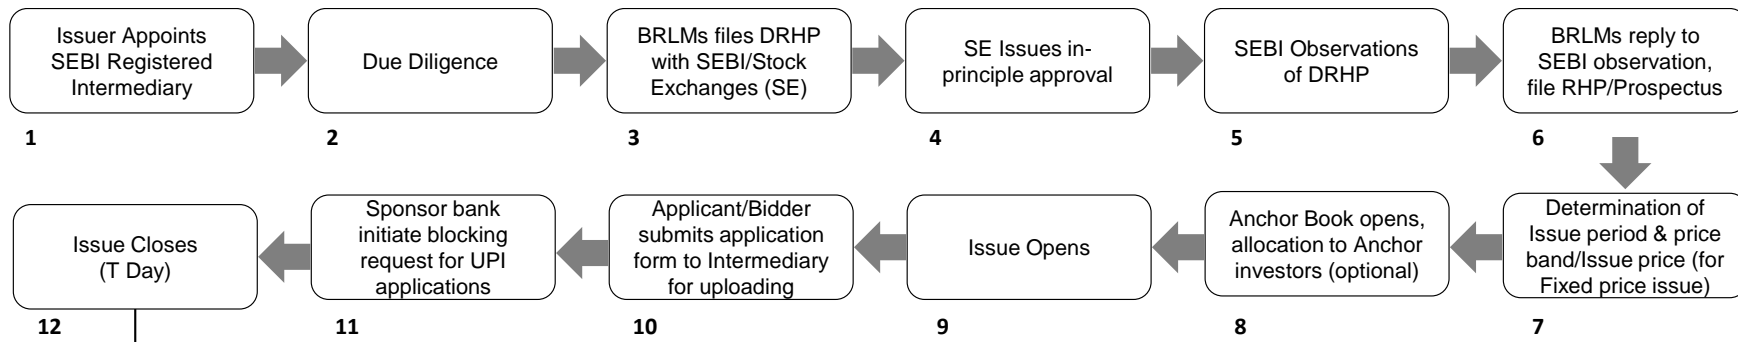 Issuer Appoints
SEBI Registered
Intermediary
1
Due Diligence
2
BRLMs files DRHP
with SEBI/Stock
Exchanges (SE)
3
SE Issues in-
principle approval
4
SEBI Observations
of DRHP
5
BRLMs reply to
SEBI observation,
file RHP/Prospectus
6
Determination of
Issue period & price
band/Issue price (for
Fixed price issue)
7
Anchor Book opens,
allocation to Anchor
investors (optional)
8
Issue Opens
9
Applicant/Bidder
submits application
form to Intermediary
for uploading
10
Sponsor bank
initiate blocking
request for UPI
applications
11
Issue Closes
(T Day)
12